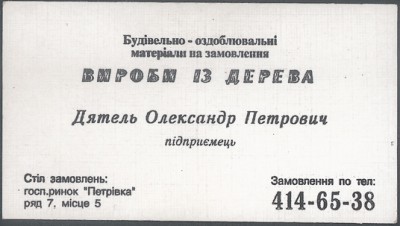 Будівельно - оздоблювальні
матеріали на замовлення
ВИРОБИ ІЗ ДЕРЕВА
Дятель Олександр Петрович
підприємець
Стіл замовлень:
госп.ринок "Петрівка"
ряд 7, місце 5
Замовлення по тел:
414-65-38